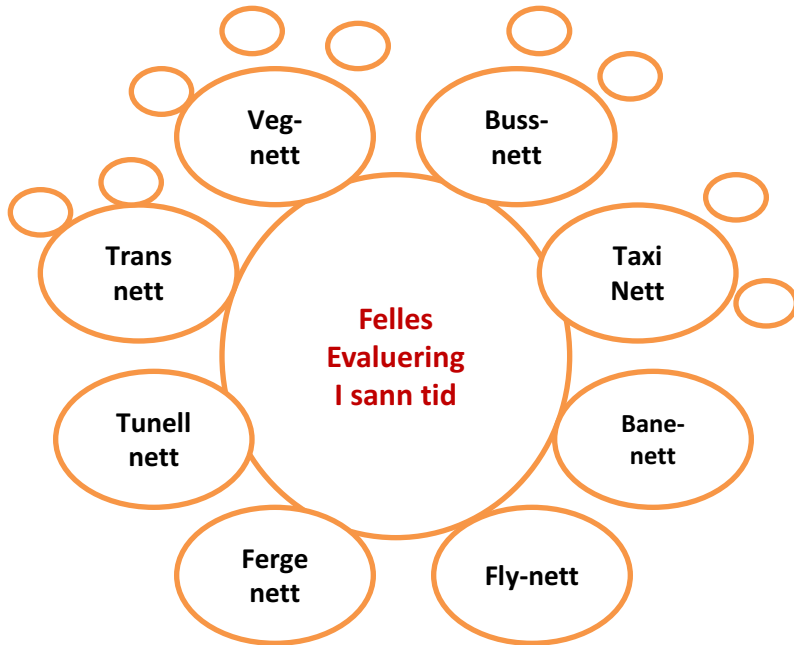 Veg-
nett
Buss-
nett
Trans
nett
Taxi
Nett
Felles
Evaluering
I sann tid
Tunell
nett
Bane-
nett
Ferge
nett
Fly-nett